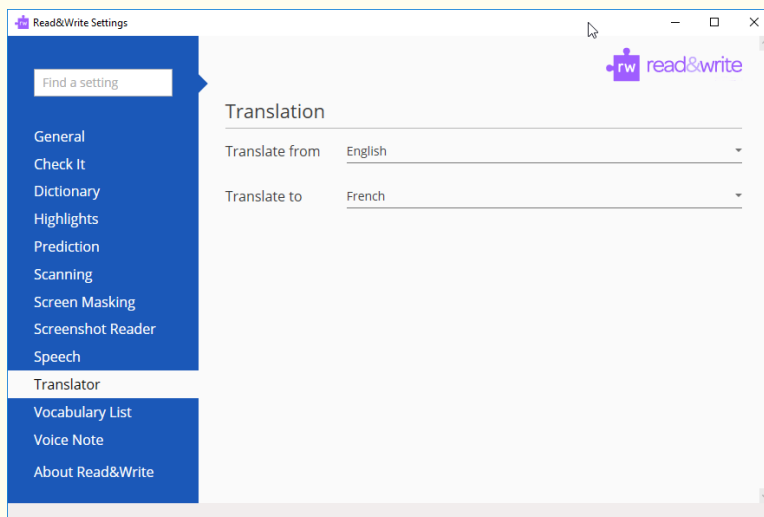 Read&Write Settings
Find a setting
General
Check It
Dictionary
Highlights
Prediction
Scanning
Screen Masking
Screenshot Reader
Speech
Translator
Vocabulary List
Voice Note
About Read&Write
rw read&write
Translation
Translate from English
Translate to French